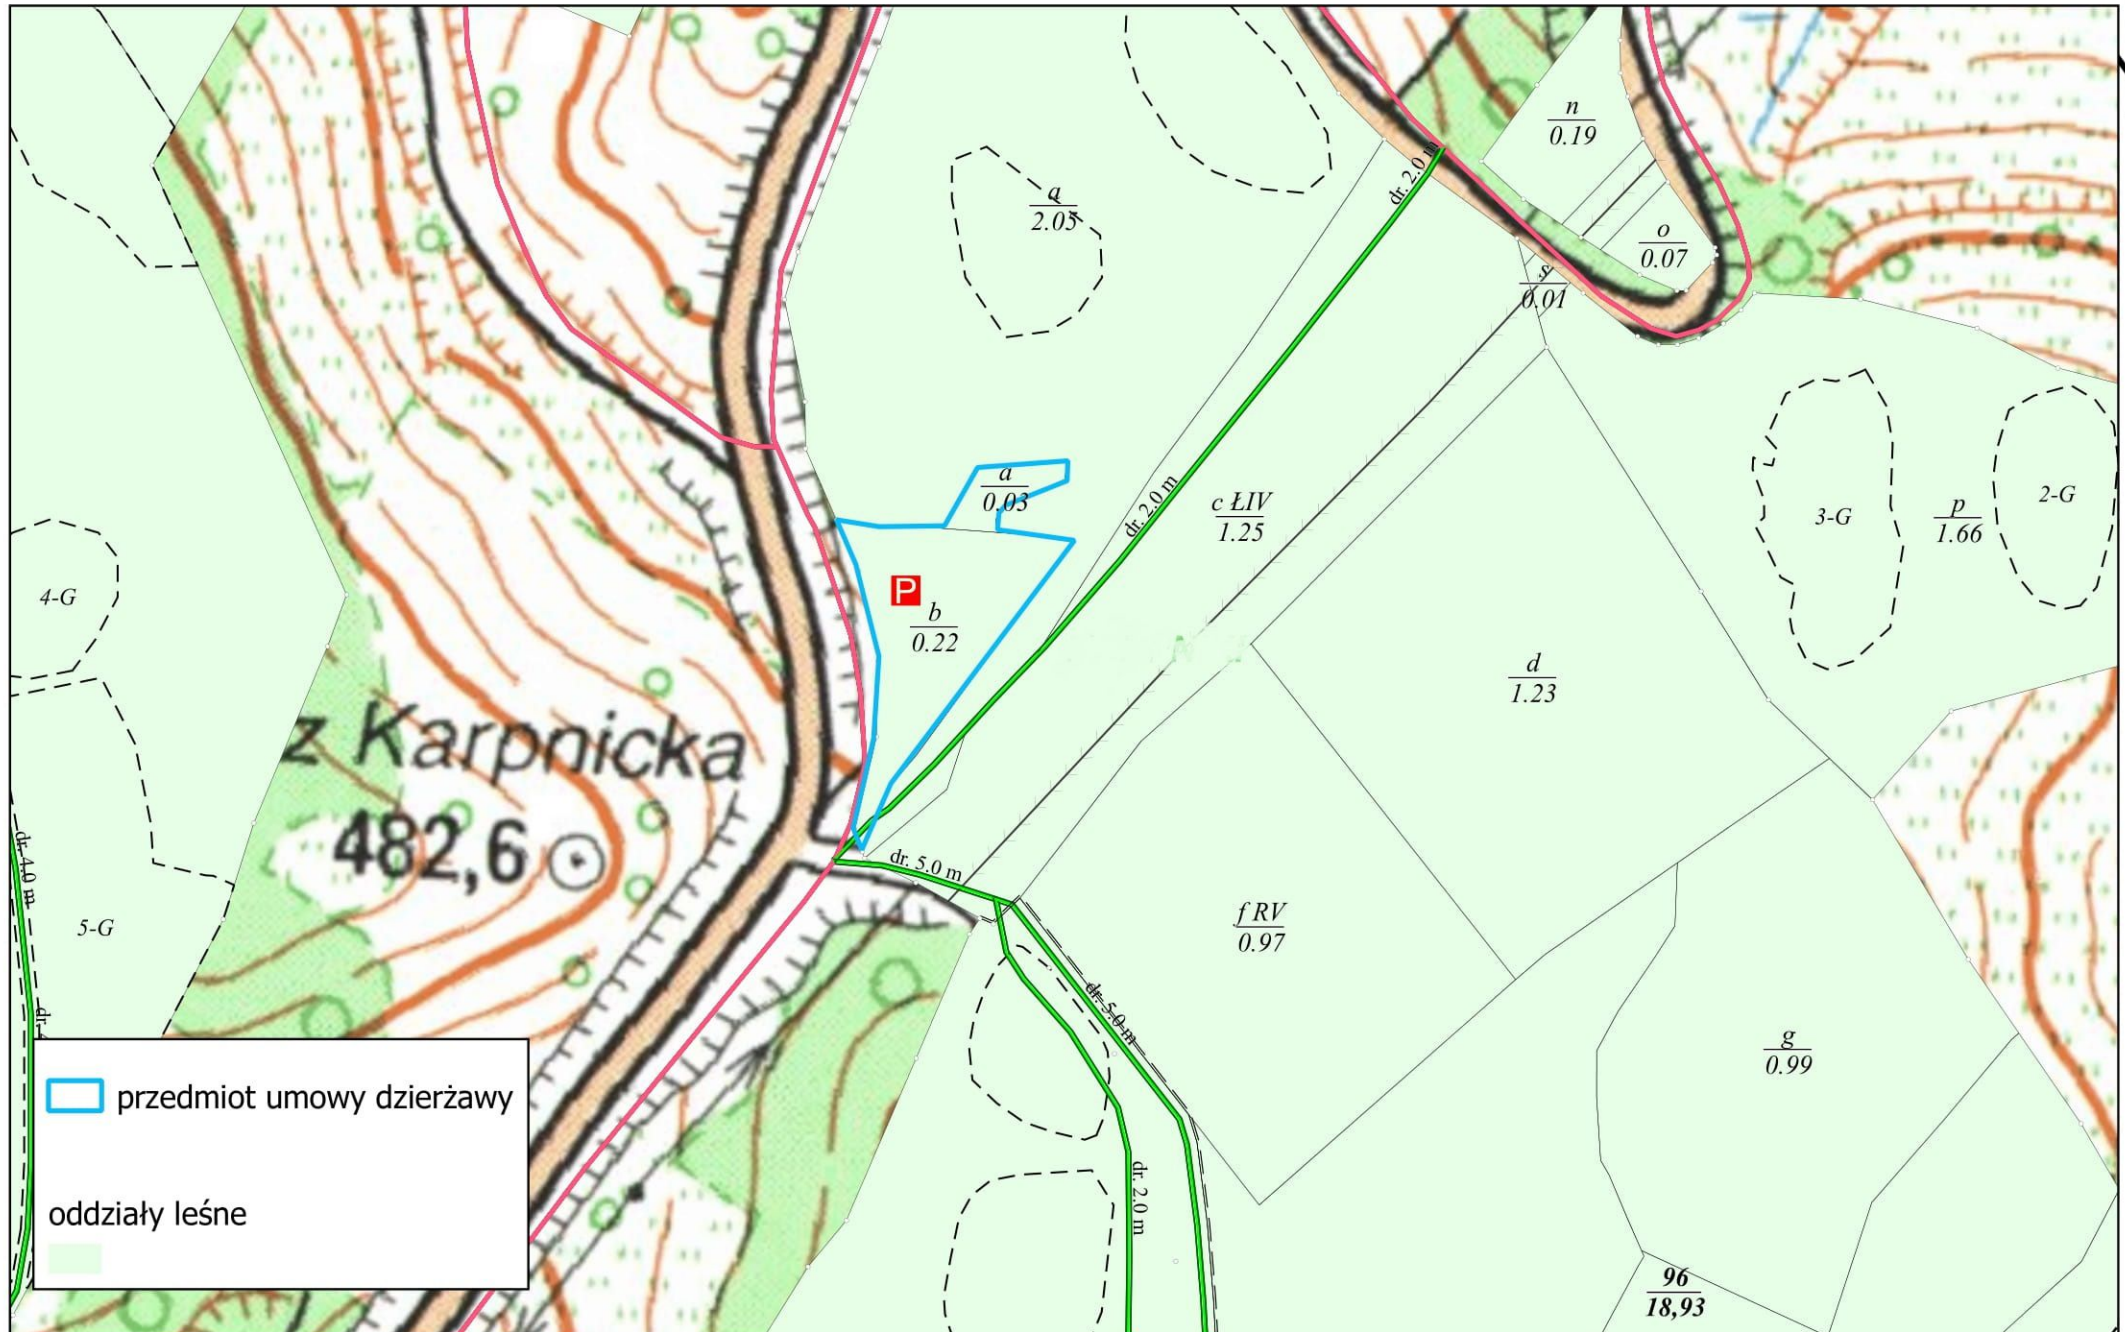 n
0.19
dr. 2.0 m
a
2.05
o
0.07
0.01
a
0.03
dr. 2.0 m
c ŁIV
1.25
3-G
p
1.66
2-G
4-G
P
b
0.22
d
1.23
z Karpnicka
482,6
dr. 4.0 m
dr. 5.0 m
5-G
f RV
0.97
dr.
dr. 5.0 m
g
0.99
przedmiot umowy dzierżawy
dr. 2.0 m
oddziały leśne
96
18,93